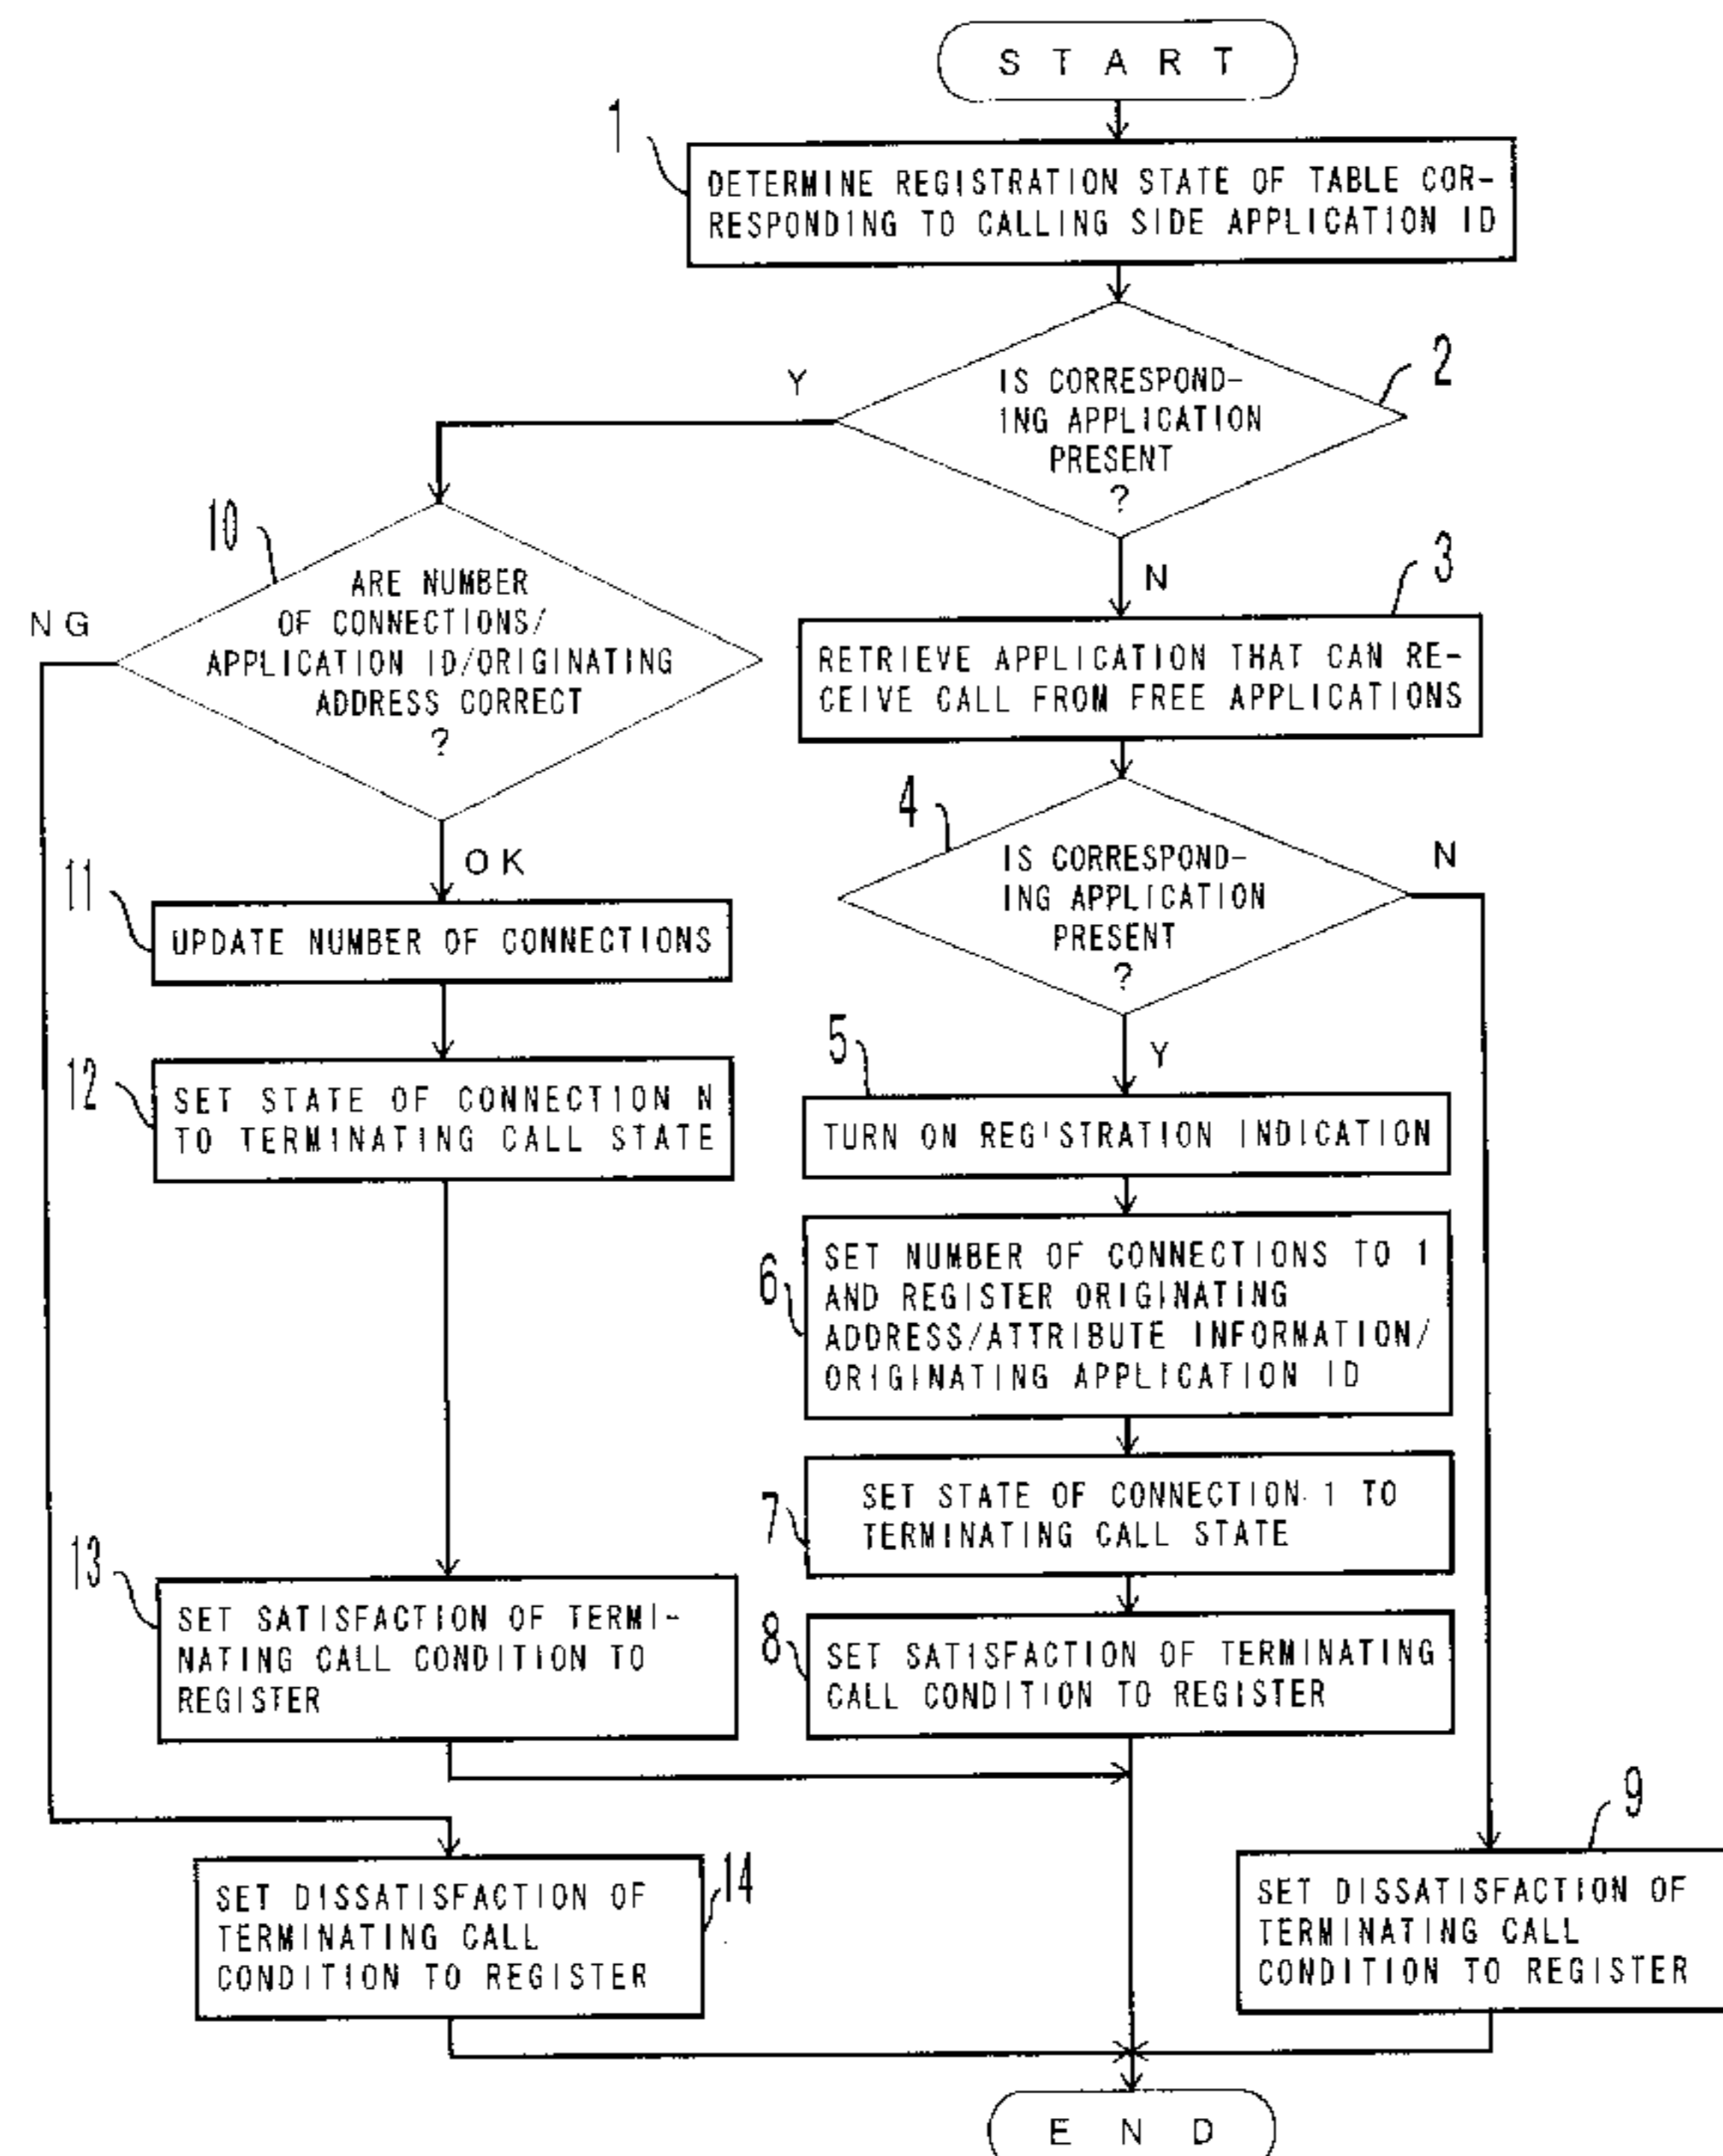 START
1
DETERMINE REGISTRATION STATE OF TABLE COR-
RESPONDING TO CALLING SIDE APPLICATION ID
2
IS CORRESPOND-
ING APPLICATION
PRESENT
?
Y
N
10
ARE NUMBER
OF CONNECTIONS/
APPLICATION ID/ORIGINATING
ADDRESS CORRECT
?
NG
OK
3
RETRIEVE APPLICATION THAT CAN RE-
CEIVE CALL FROM FREE APPLICATIONS
4
IS CORRESPOND-
ING APPLICATION
PRESENT
?
N
Y
11
UPDATE NUMBER OF CONNECTIONS
12
SET STATE OF CONNECTION N
TO TERMINATING CALL STATE
5
TURN ON REGISTRATION INDICATION
6
SET NUMBER OF CONNECTIONS TO 1
AND REGISTER ORIGINATING
ADDRESS/ATTRIBUTE INFORMATION/
ORIGINATING APPLICATION ID
7
SET STATE OF CONNECTION 1 TO
TERMINATING CALL STATE
13
SET SATISFACTION OF TERMI-
NATING CALL CONDITION TO
REGISTER
8
SET SATISFACTION OF TERMINATING
CALL CONDITION TO REGISTER
14
SET DISSATISFACTION OF
TERMINATING CALL
CONDITION TO REGISTER
9
SET DISSATISFACTION OF
TERMINATING CALL
CONDITION TO REGISTER
END